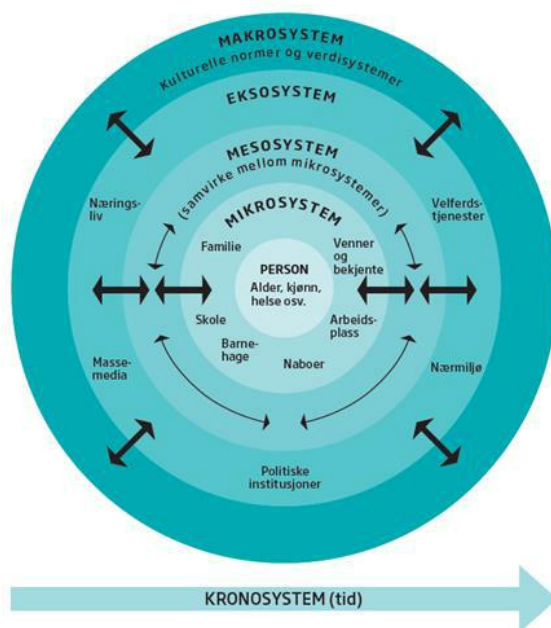 MAKROSYSTEM
Kulturelle normer og verdisystemer
EKSOSYSTEM
MESOSYSTEM
(samvirke mellom mikrosystemer)
Nærings-
liv
Velferds-
tjenester
MIKROSYSTEM
Familie
Venner
og
bekjente
PERSON
Alder, kjønn,
helse osv.
Skole
Arbeids-
plass
Barne-
hage
Naboer
Masse-
media
Nærmiljø
Politiske
institusjoner
KRONOSYSTEM (tid)